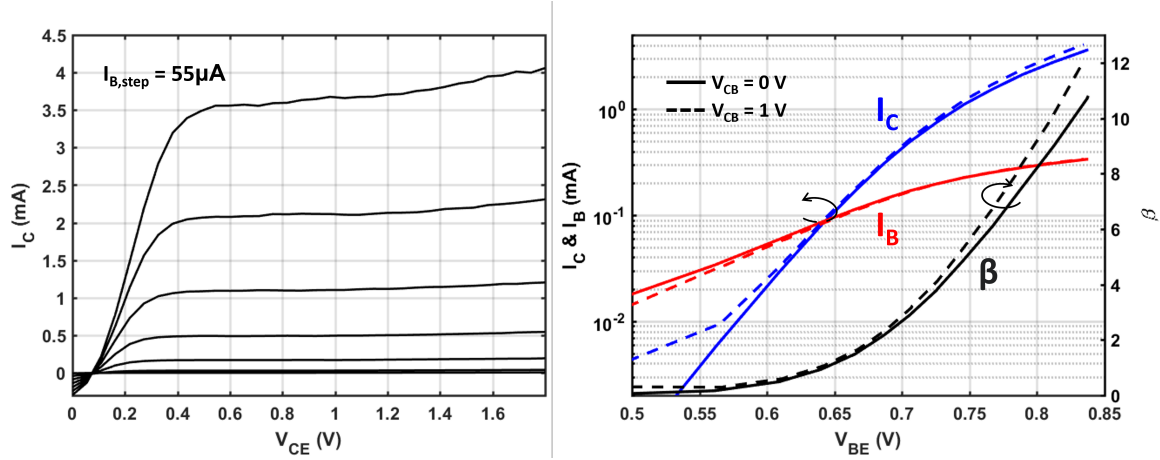 I_B,step = 55µA
I_C (mA)
4.5
4
3.5
3
2.5
2
1.5
1
0.5
0
0 0.2 0.4 0.6 0.8 1 1.2 1.4 1.6
V_CE (V)
V_CB = 0 V
V_CB = 1 V
I_C
I_B
β
I_C & I_B (mA)
10^0
10^-1
10^-2
12
10
8
6
4
2
0
β
0.5 0.55 0.6 0.65 0.7 0.75 0.8 0.85
V_BE (V)